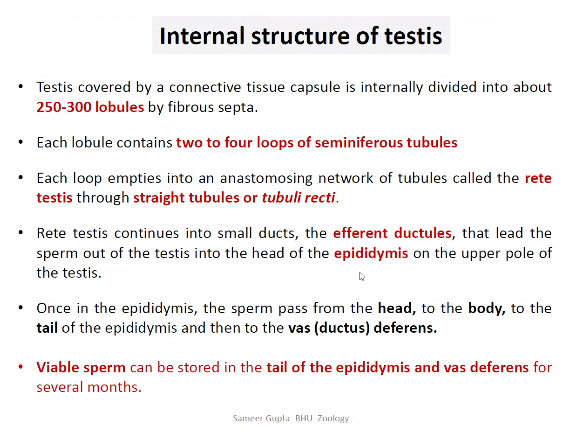 Internal structure of testis
• Testis covered by a connective tissue capsule is internally divided into about
250-300 lobules by fibrous septa.
• Each lobule contains two to four loops of seminiferous tubules
• Each loop empties into an anastomosing network of tubules called the rete
testis through straight tubules or tubuli recti.
• Rete testis continues into small ducts, the efferent ductules, that lead the
sperm out of the testis into the head of the epididymis on the upper pole of
the testis.
• Once in the epididymis, the sperm pass from the head, to the body, to the
tail of the epididymis and then to the vas (ductus) deferens.
• Viable sperm can be stored in the tail of the epididymis and vas deferens for
several months.
Sameer Gupta BHU Zoology